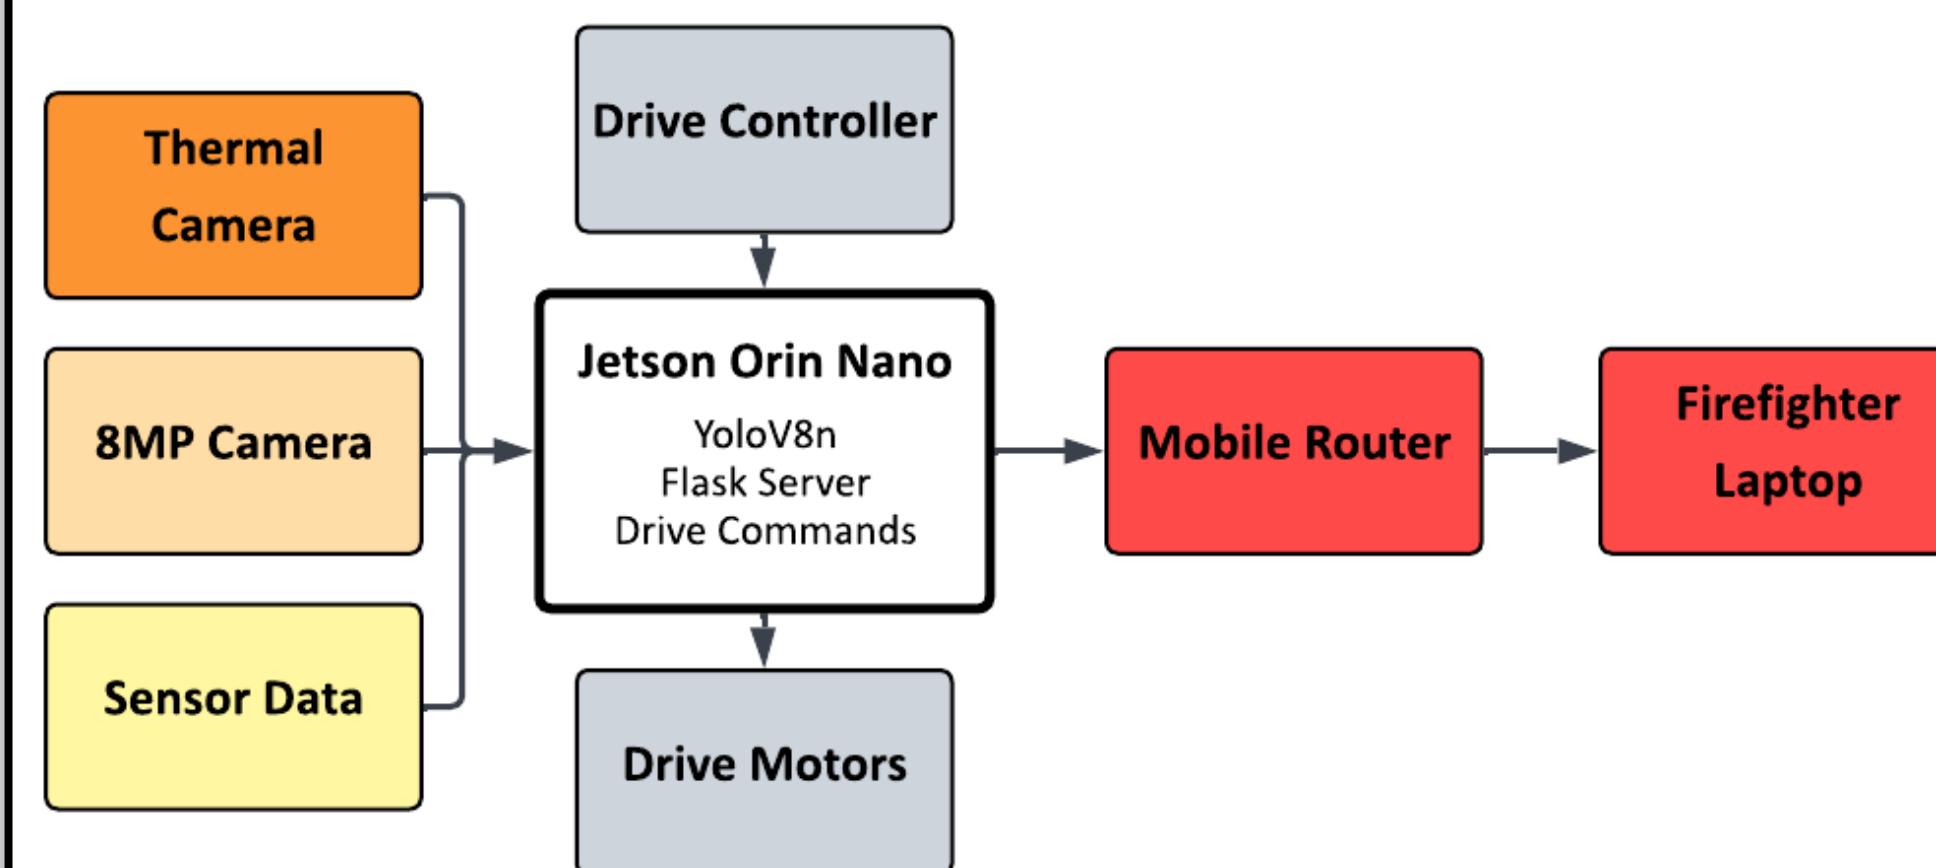 Drive Controller
Thermal
Camera
8MP Camera
Sensor Data
Jetson Orin Nano
YoloV8n
Flask Server
Drive Commands
Drive Motors
Mobile Router
Firefighter
Laptop